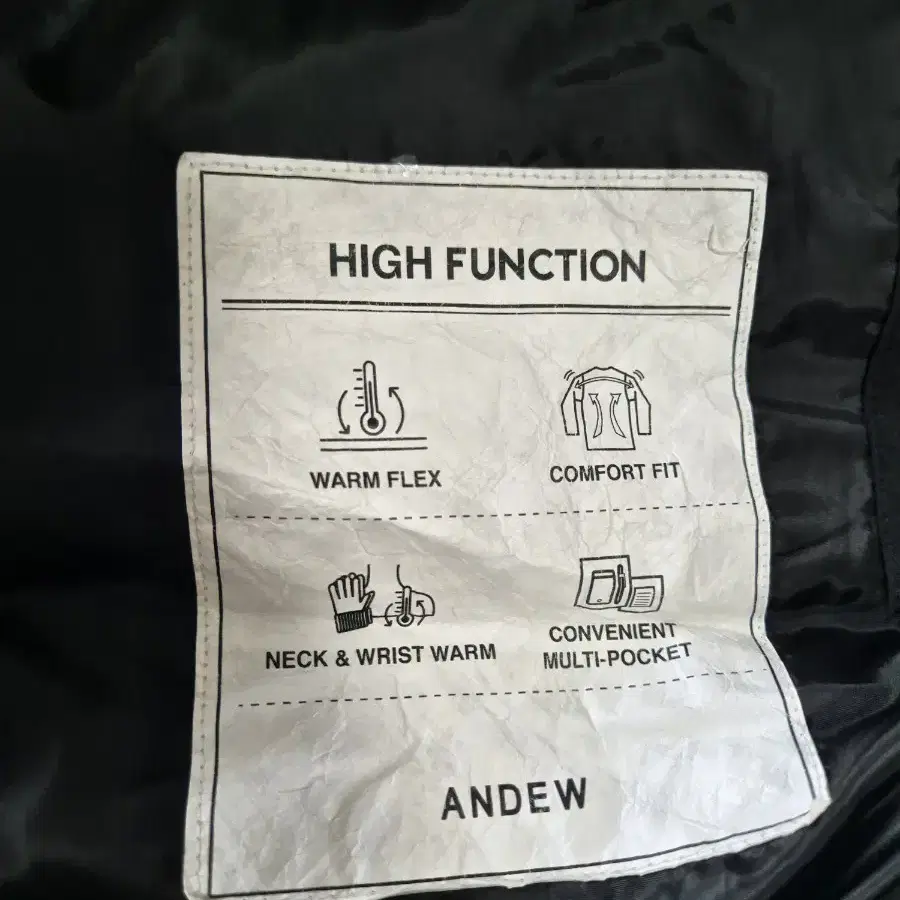 HIGH FUNCTION
WARM FLEX
COMFORT FIT
NECK & WRIST WARM
CONVENIENT
MULTI-POCKET
ANDEW